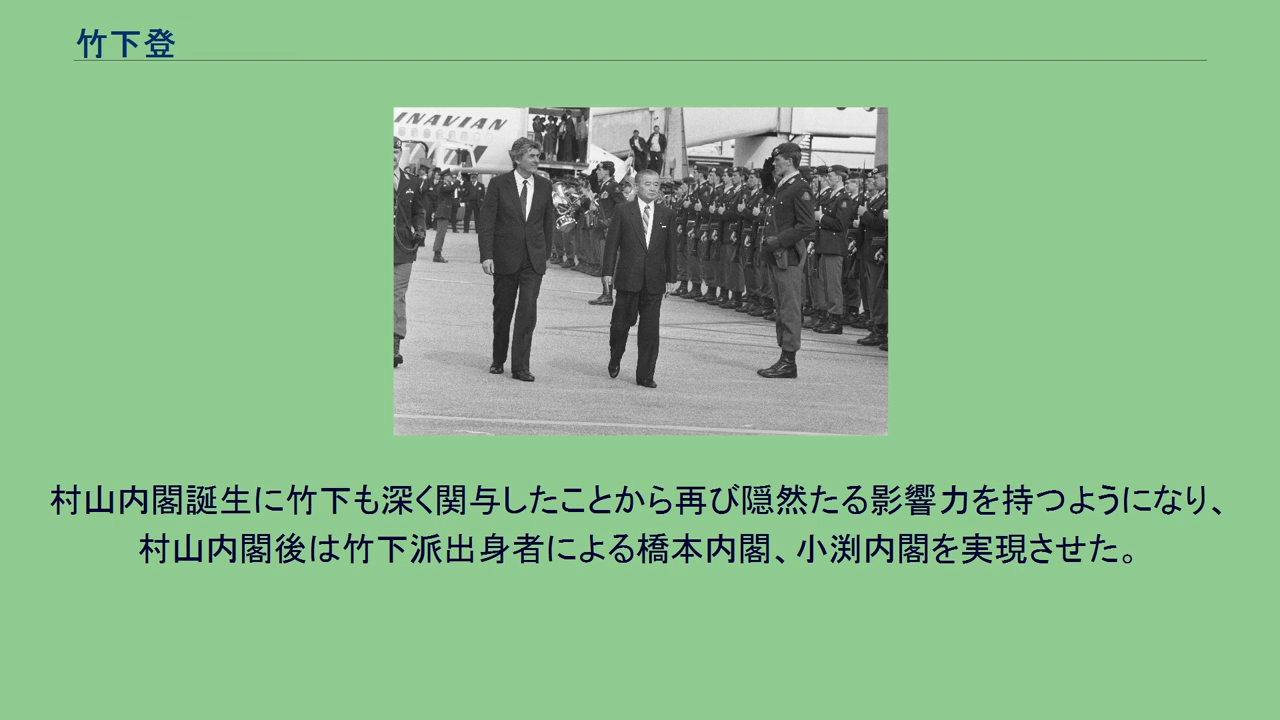 竹下登
INAVIAN
村山内閣誕生に竹下も深く関与したことから再び隠然たる影響力を持つようになり、
村山内閣後は竹下派出身者による橋本内閣、小渕内閣を実現させた。